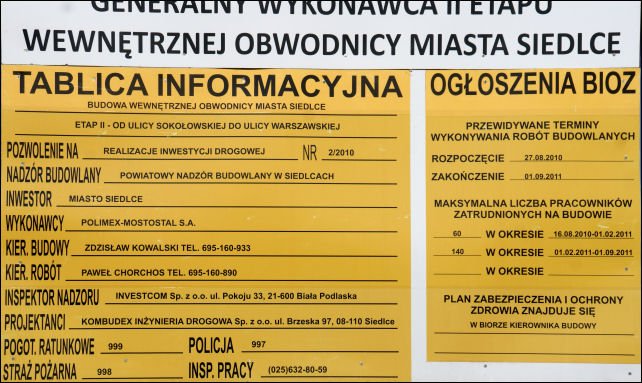 GENERALNY WYKONAWCA II ETAPU
WEWNĘTRZNEJ OBWODNICY MIASTA SIEDLCE
TABLICA INFORMACYJNA
BUDOWA WEWNĘTRZNEJ OBWODNICY MIASTA SIEDLCE
ETAP II - OD ULICY SOKOŁOWSKIEJ DO ULICY WARSZAWSKIEJ
POZWOLENIE NA REALIZACJE INWESTYCJI DROGOWEJ NR 2/2010
NADZÓR BUDOWLANY POWIATOWY NADZÓR BUDOWLANY W SIEDLCACH
INWESTOR MIASTO SIEDLCE
WYKONAWCY POLIMEX-MOSTOSTAL S.A.
KIER. BUDOWY ZDZISŁAW KOWALSKI TEL. 695-160-933
KIER. ROBÓT PAWEŁ CHORCHOS TEL. 695-160-890
INSPEKTOR NADZORU INVESTCOM Sp. z o.o. ul. Pokoju 33, 21-600 Biała Podlaska
PROJEKTANCI KOMBUDEX INŻYNIERIA DROGOWA Sp. z o.o. ul. Brzeska 97, 08-110 Siedlce
POGOT. RATUNKOWE 999 POLICJA 997
STRAŻ POŻARNA 998 INSP. PRACY (025)632-80-59
OGŁOSZENIA BIOZ
PRZEWIDYWANE TERMINY
WYKONYWANIA ROBÓT BUDOWLANYCH
ROZPOCZĘCIE 27.08.2010
ZAKOŃCZENIE 01.09.2011
MAKSYMALNA LICZBA PRACOWNIKÓW
ZATRUDNIONYCH NA BUDOWIE
60 W OKRESIE 16.08.2010-01.02.2011
140 W OKRESIE 01.02.2011-01.09.2011
W OKRESIE
PLAN ZABEZPIECZENIA I OCHRONY
ZDROWIA ZNAJDUJE SIĘ
W BIORZE KIEROWNIKA BUDOWY